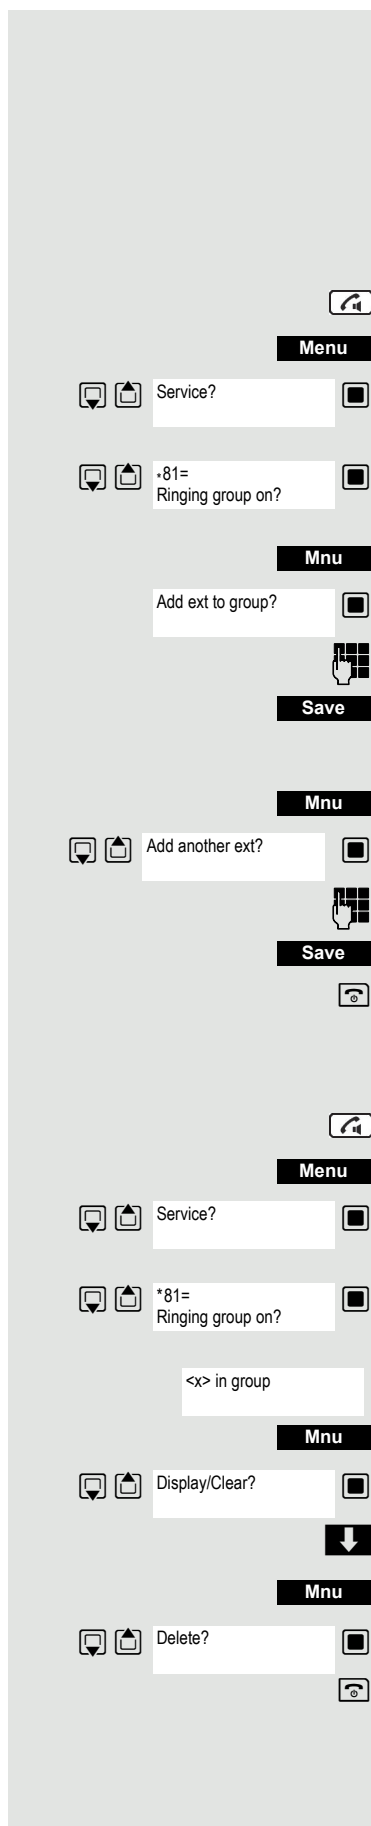 Menu
Service?
*81=
Ringing group on?
Mnu
Add ext to group?
Save
Mnu
Add another ext?
Save
Menu
Service?
*81=
Ringing group on?
<x> in group
Mnu
Display/Clear?
Mnu
Delete?